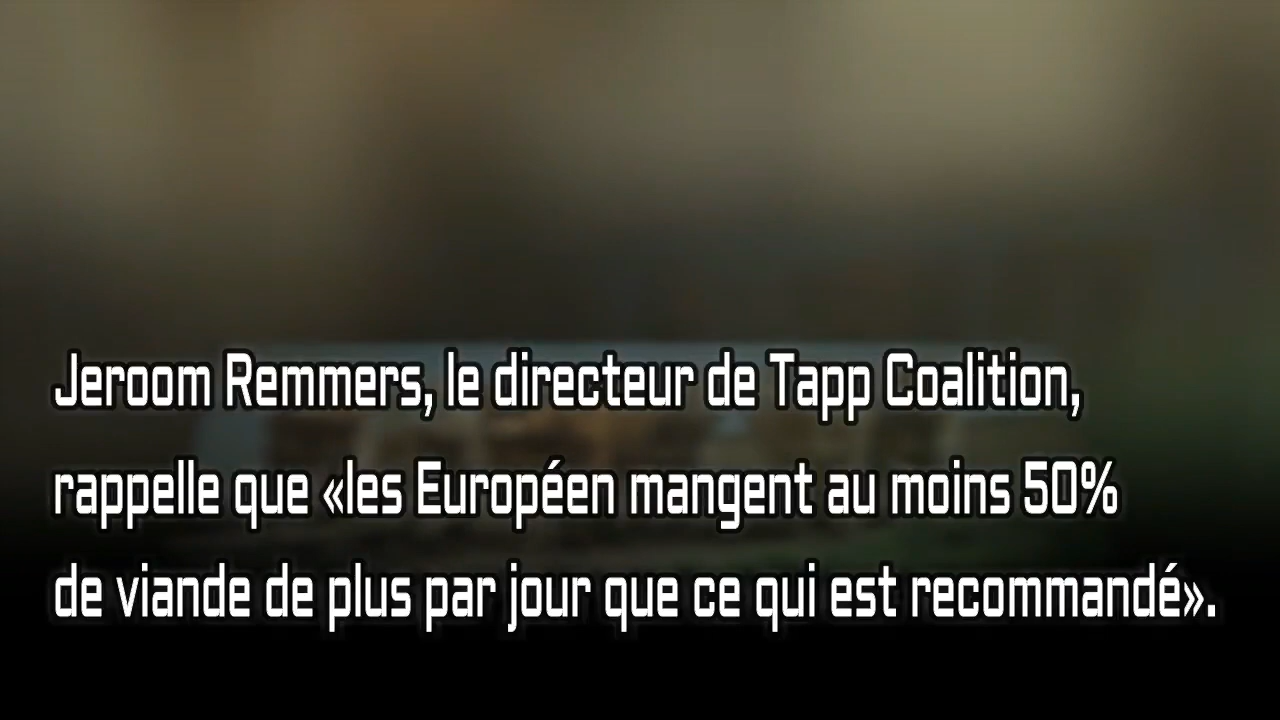 Jeroom Remmers, le directeur de Tapp Coalition,
rappelle que «les Européen mangent au moins 50%
de viande de plus par jour que ce qui est recommandé».